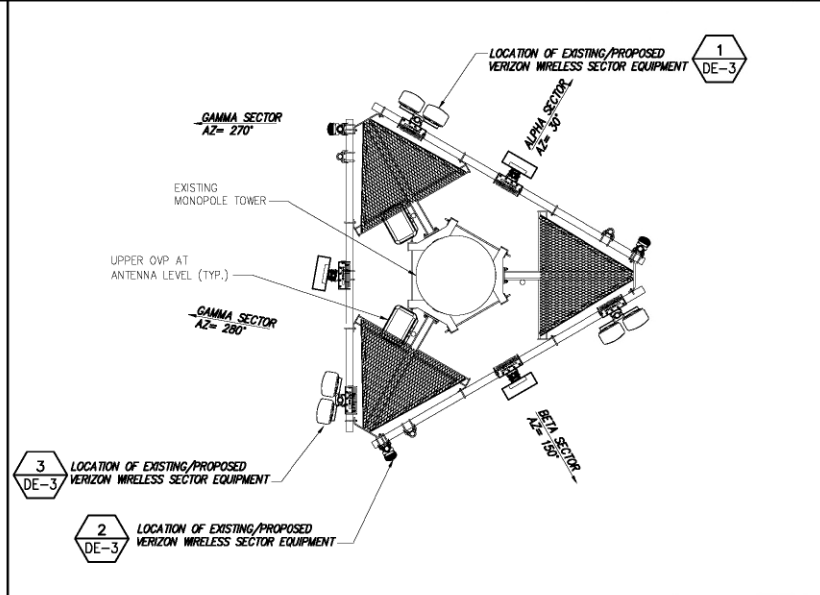 LOCATION OF EXISTING/PROPOSED
VERIZON WIRELESS SECTOR EQUIPMENT
1
DE-3
GAMMA SECTOR
AZ= 270°
ALPHA SECTOR
AZ= 30°
EXISTING
MONOPOLE TOWER
UPPER OVP AT
ANTENNA LEVEL (TYP.)
GAMMA SECTOR
AZ= 280°
BETA SECTOR
AZ= 150°
3
DE-3
LOCATION OF EXISTING/PROPOSED
VERIZON WIRELESS SECTOR EQUIPMENT
2
DE-3
LOCATION OF EXISTING/PROPOSED
VERIZON WIRELESS SECTOR EQUIPMENT